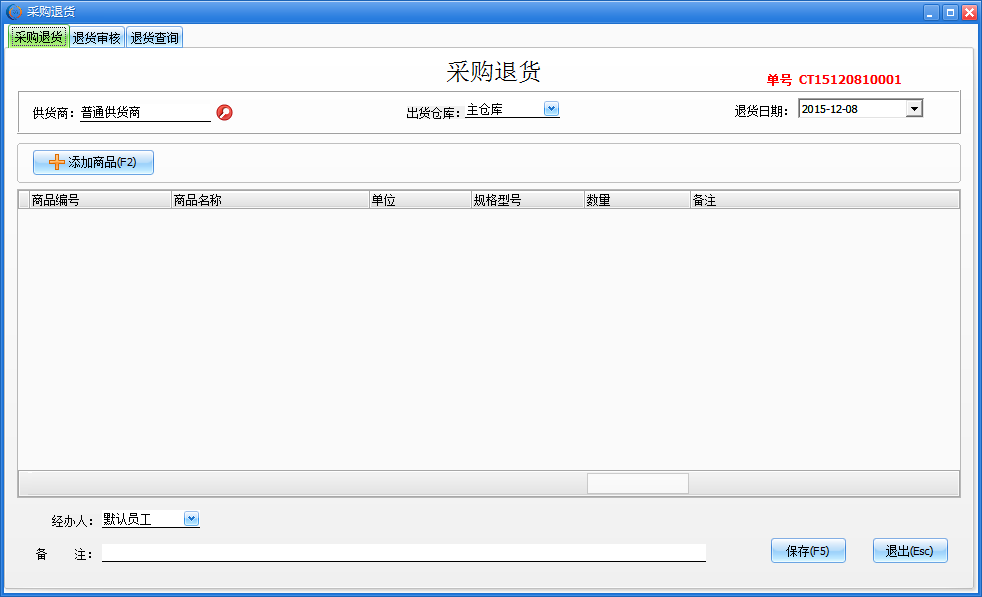 采购退货
采购退货 退货审核 退货查询
采购退货
单号 CT15120810001
供货商: 普通供货商 出货仓库: 主仓库 退货日期: 2015-12-08
添加商品(F2)
商品编号 商品名称 单位 规格型号 数量 备注
经办人: 默认员工
备 注:
保存(F5) 退出(Esc)